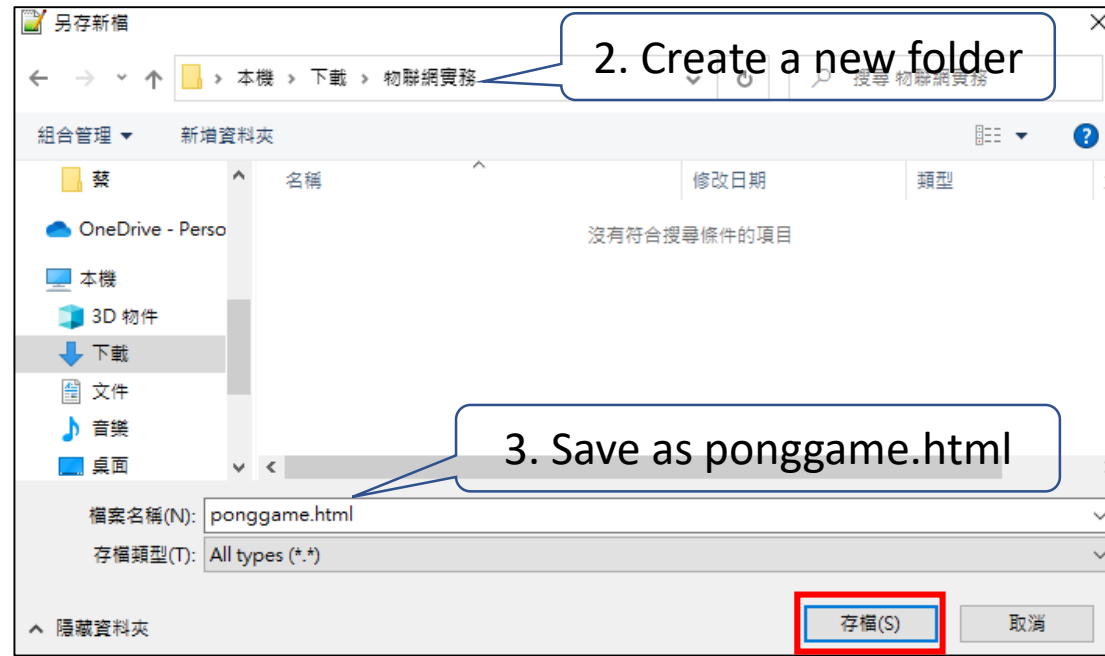 另存新檔
2. Create a new folder
本機 › 下載 › 物聯網實務
搜尋 物聯網實務
組合管理
新增資料夾
蔡
名稱
修改日期
類型
OneDrive - Perso
沒有符合搜尋條件的項目
本機
3D 物件
下載
文件
音樂
桌面
3. Save as ponggame.html
檔案名稱(N): ponggame.html
存檔類型(T): All types (*.*)
隱藏資料夾
存檔(S)
取消